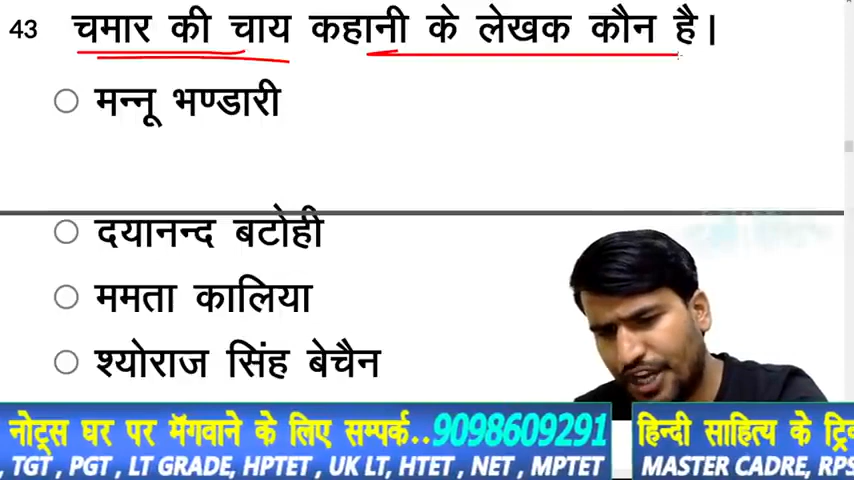 43 चमार की चाय कहानी के लेखक कौन है।
मन्नू भण्डारी
दयानन्द बटोही
ममता कालिया
श्योराज सिंह बेचैन
नोट्स घर पर मॅगवाने के लिए सम्पर्क..9098609291 हिन्दी साहित्य के
, TGT , PGT , LT GRADE, HPTET , UK LT, HTET , NET , MPTET MASTER CADRE,